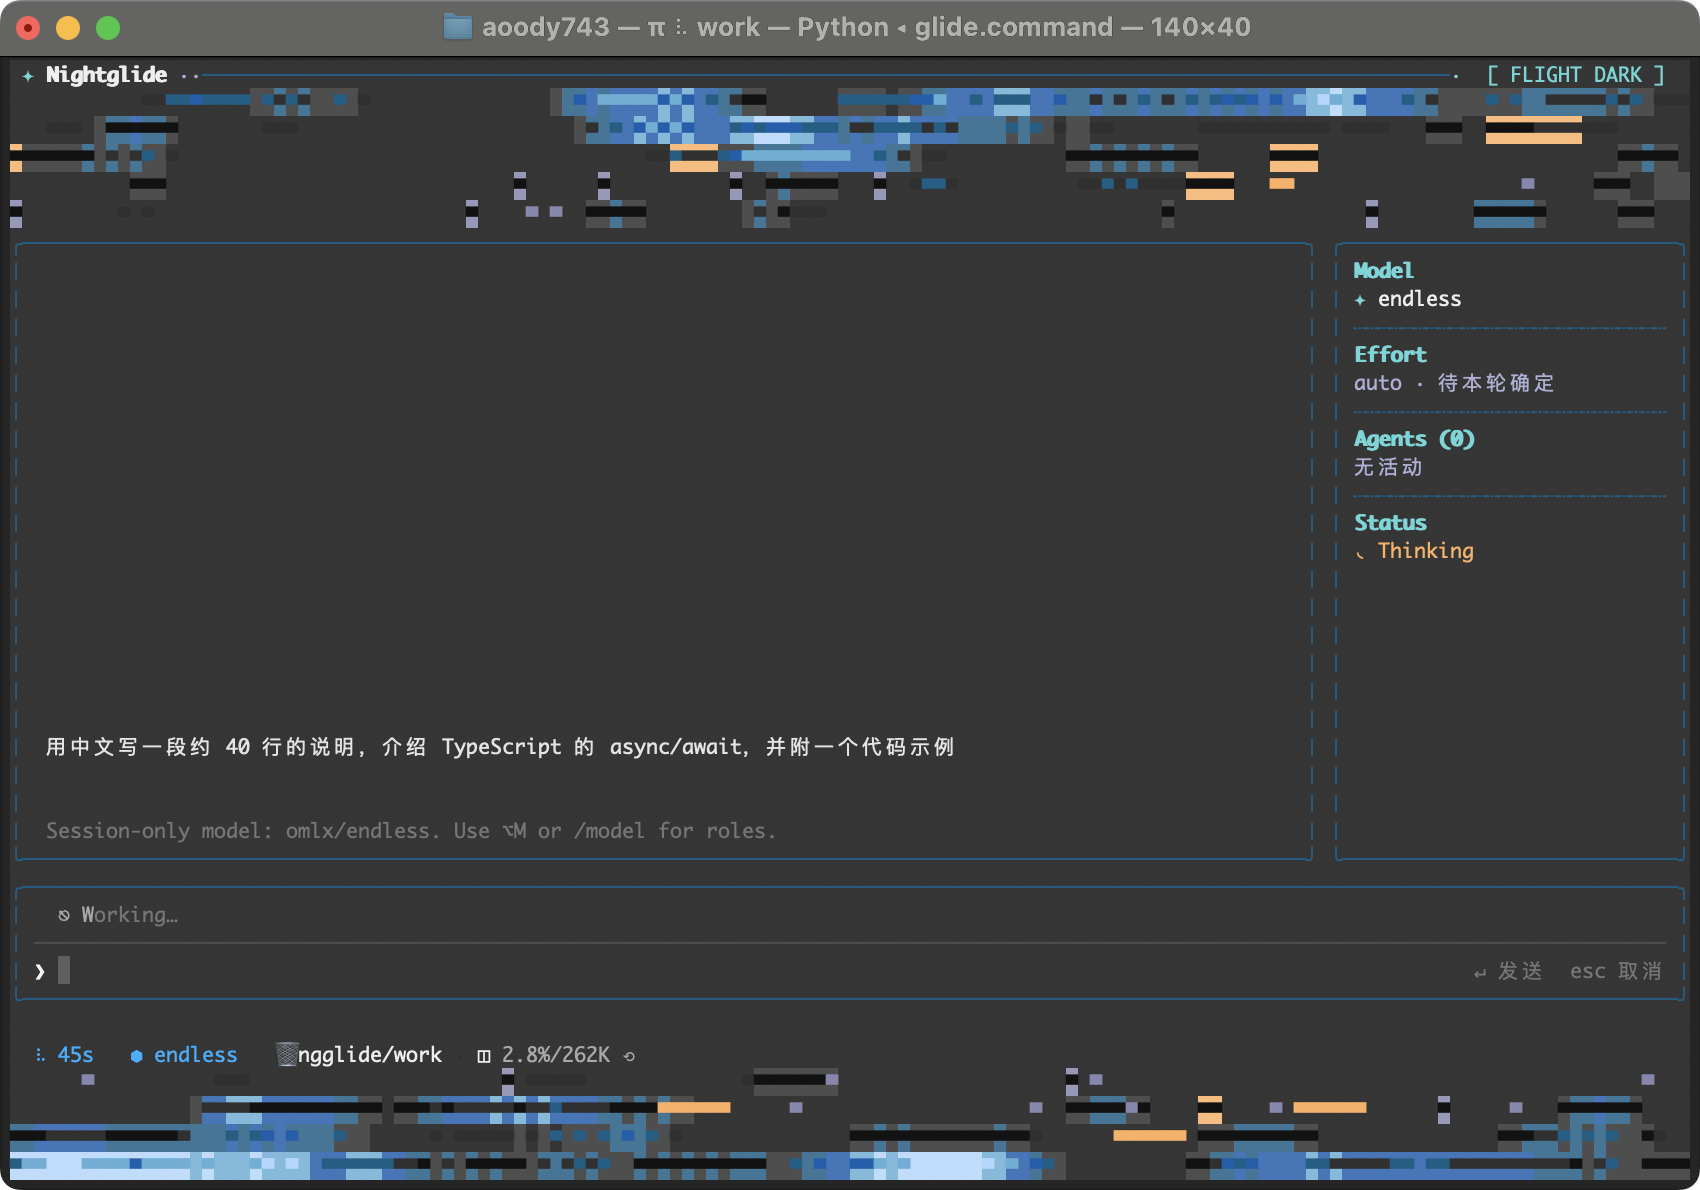 aoody743 — π ⠧ work — Python ◂ glide.command — 140×40
✦ Nightglide ·· · [ FLIGHT DARK ]
Model
✦ endless
Effort
auto · 待本轮确定
Agents (0)
无活动
Status
Thinking
用中文写一段约 40 行的说明, 介绍 TypeScript 的 async/await, 并附一个代码示例
Session-only model: omlx/endless. Use ⌥M or /model for roles.
Working…
❯ ↵ 发送 esc 取消
45s ⬢ endless 🗑ngglide/work ◫ 2.8%/262K ⟲